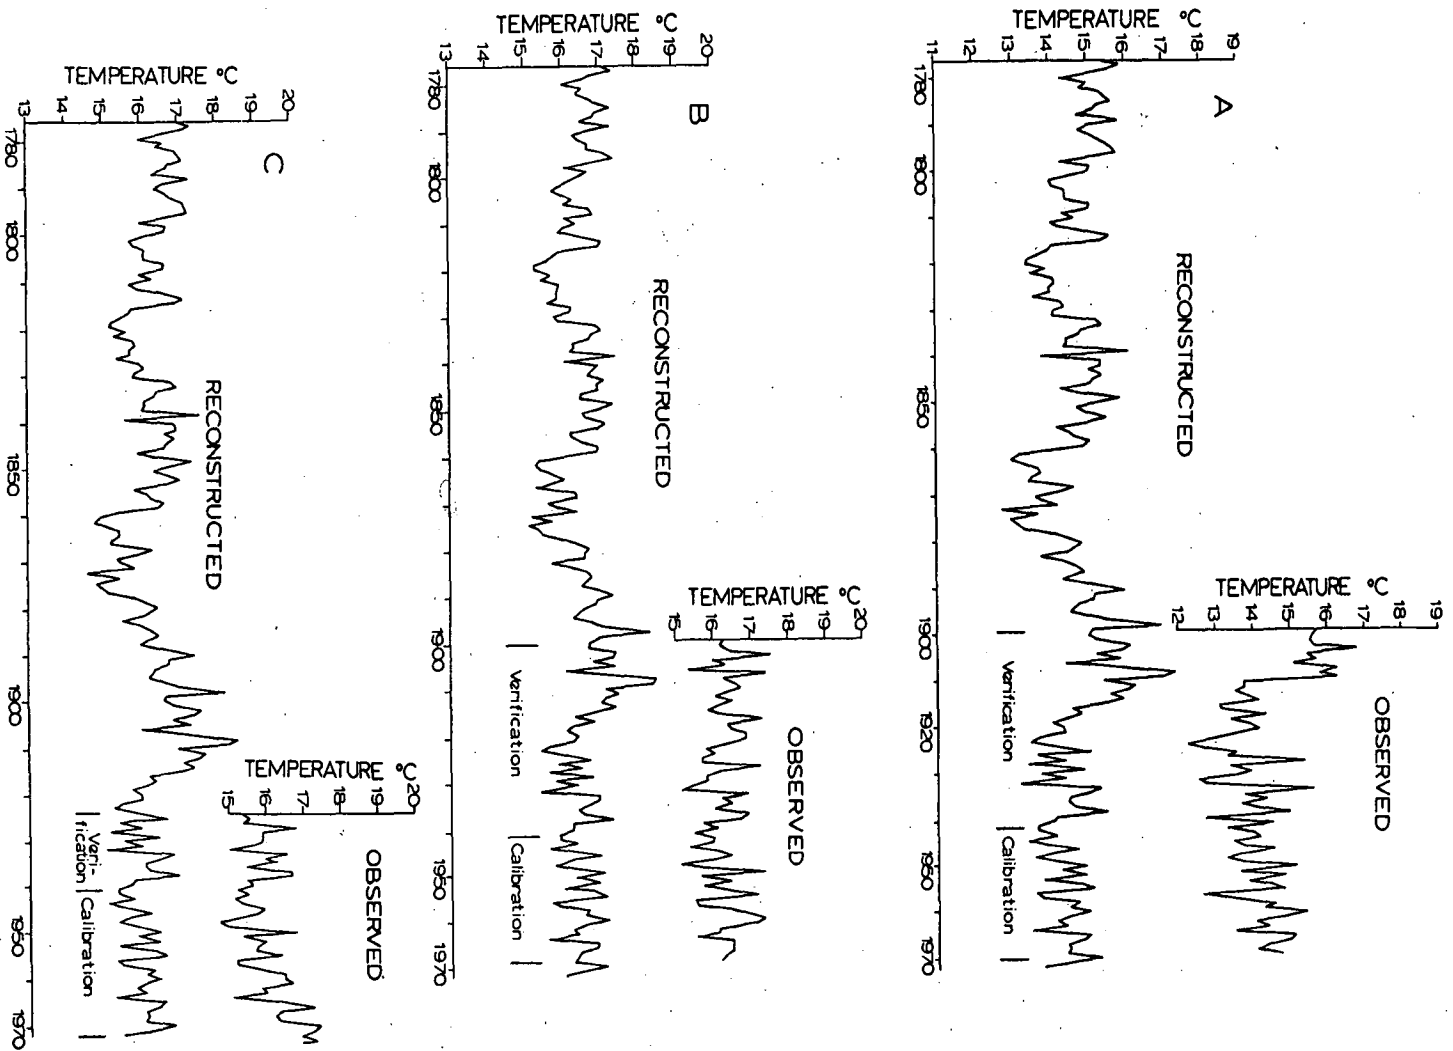 TEMPERATURE °C
11 12 13 14 15 16 17 18 19
A
RECONSTRUCTED
1780
1800
1850
1900
1920
1950
1970
Verification
Calibration
TEMPERATURE °C
12 13 14 15 16 17 18 19
OBSERVED
TEMPERATURE °C
13 14 15 16 17 18 19 20
B
RECONSTRUCTED
1780
1800
1850
1900
1950
1970
Verification
Calibration
TEMPERATURE °C
15 16 17 18 19 20
OBSERVED
TEMPERATURE °C
13 14 15 16 17 18 19 20
C
RECONSTRUCTED
1780
1800
1850
1900
1950
1970
Veri-
fication
Calibration
TEMPERATURE °C
15 16 17 18 19 20
OBSERVED